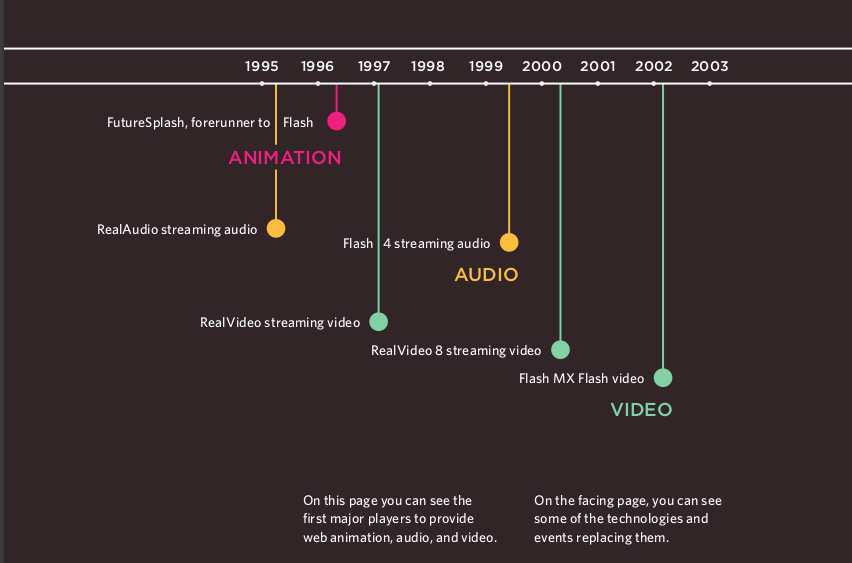 1995 1996 1997 1998 1999 2000 2001 2002 2003
FutureSplash, forerunner to Flash
ANIMATION
RealAudio streaming audio
Flash 4 streaming audio
AUDIO
RealVideo streaming video
RealVideo 8 streaming video
Flash MX Flash video
VIDEO
On this page you can see the
first major players to provide
web animation, audio, and video.
On the facing page, you can see
some of the technologies and
events replacing them.